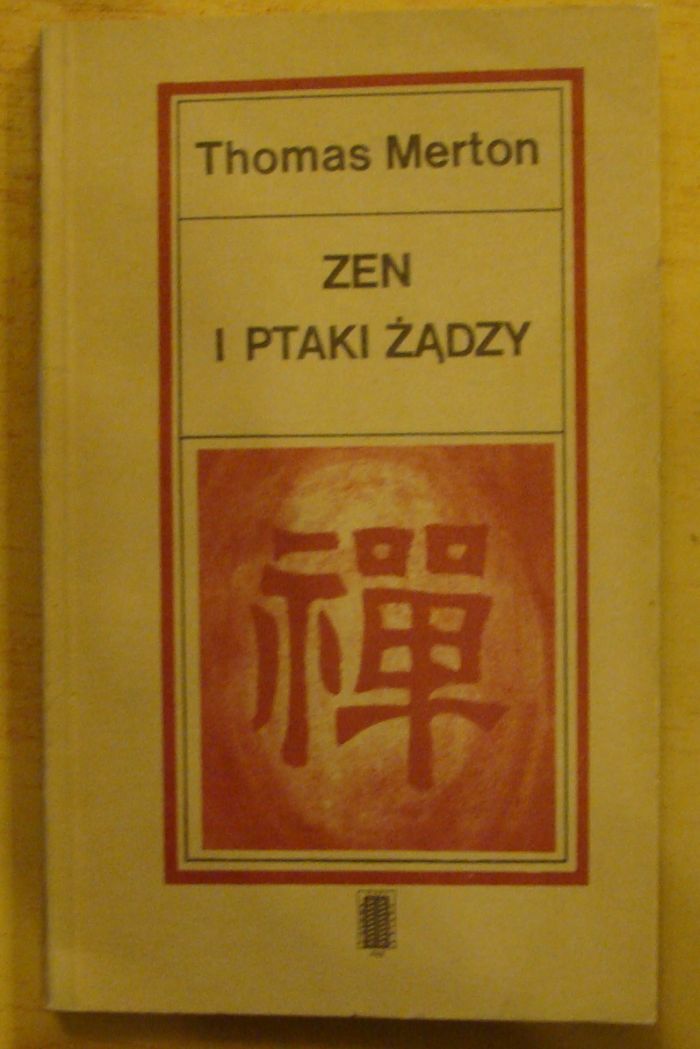 Thomas Merton
ZEN
I PTAKI ŻĄDZY
禪